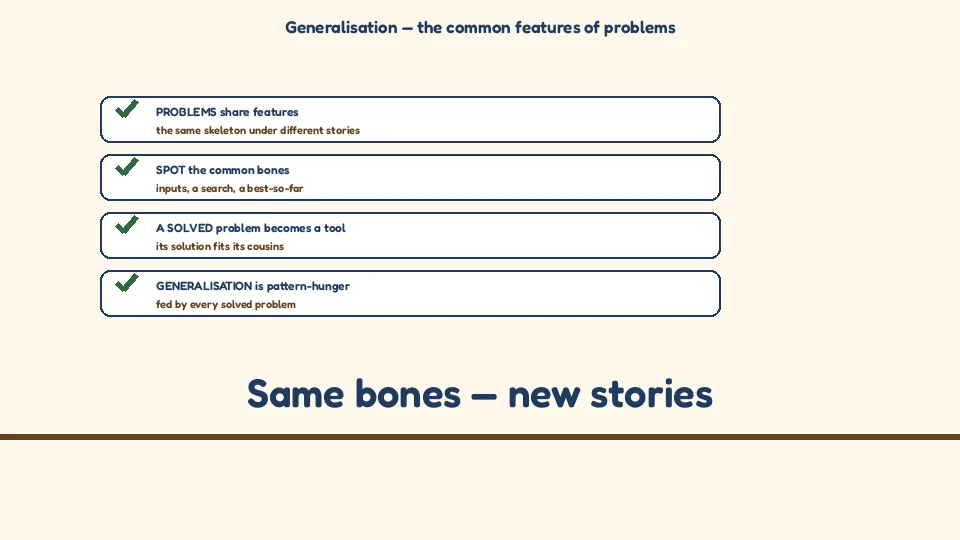 Generalisation — the common features of problems
PROBLEMS share features
the same skeleton under different stories
SPOT the common bones
inputs, a search, a best-so-far
A SOLVED problem becomes a tool
its solution fits its cousins
GENERALISATION is pattern-hunger
fed by every solved problem
Same bones — new stories